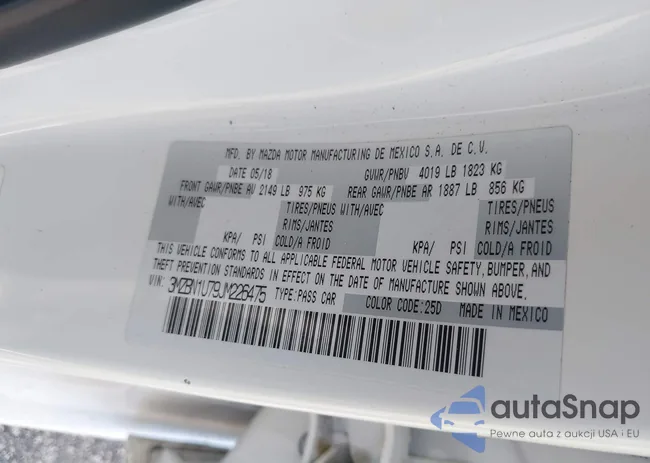 MFD. BY MAZDA MOTOR MANUFACTURING DE MEXICO S.A. DE C.V.
DATE 05/18 GVWR/PNBV 4019 LB 1823 KG
FRONT GAWR/PNBE AV 2149 LB 975 KG REAR GAWR/PNBE AR 1887 LB 856 KG
WITH/AVEC TIRES/PNEUS WITH/AVEC TIRES/PNEUS
RIMS/JANTES RIMS/JANTES
KPA/ PSI COLD/A FROID KPA/ PSI COLD/A FROID
THIS VEHICLE CONFORMS TO ALL APPLICABLE FEDERAL MOTOR VEHICLE SAFETY, BUMPER, AND
THEFT PREVENTION STANDARDS IN EFFECT ON THE DATE OF MANUFACTURE SHOWN ABOVE.
VIN: 3MZBN1U79JM226475 TYPE:PASS CAR COLOR CODE:25D MADE IN MEXICO
autaSnap
Pewne auta z aukcji USA i EU